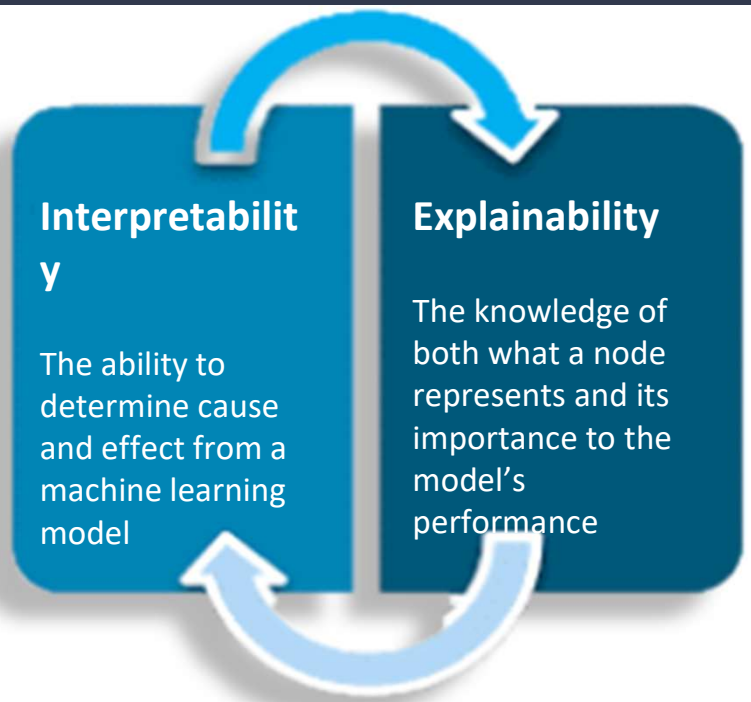 Interpretabilit
y
The ability to
determine cause
and effect from a
machine learning
model
Explainability
The knowledge of
both what a node
represents and its
importance to the
model’s
performance